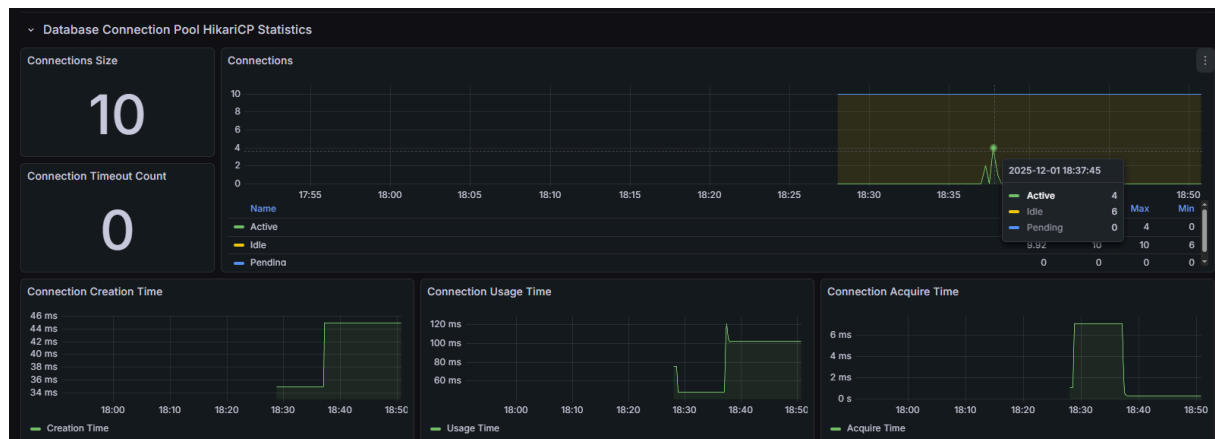 Database Connection Pool HikariCP Statistics
Connections Size
10
Connection Timeout Count
0
Connections
10
8
6
4
2
0
17:55 18:00 18:05 18:10 18:15 18:20 18:25 18:30 18:35 18:50
2025-12-01 18:37:45
Active 4
Idle 6
Pending 0
Name Max Min
Active 4 0
Idle 9.92 10 10 6
Pending 0 0 0 0
Connection Creation Time
46 ms
44 ms
42 ms
40 ms
38 ms
36 ms
34 ms
18:00 18:10 18:20 18:30 18:40 18:50
Creation Time
Connection Usage Time
120 ms
100 ms
80 ms
60 ms
18:00 18:10 18:20 18:30 18:40 18:50
Usage Time
Connection Acquire Time
6 ms
4 ms
2 ms
0 s
18:00 18:10 18:20 18:30 18:40 18:50
Acquire Time